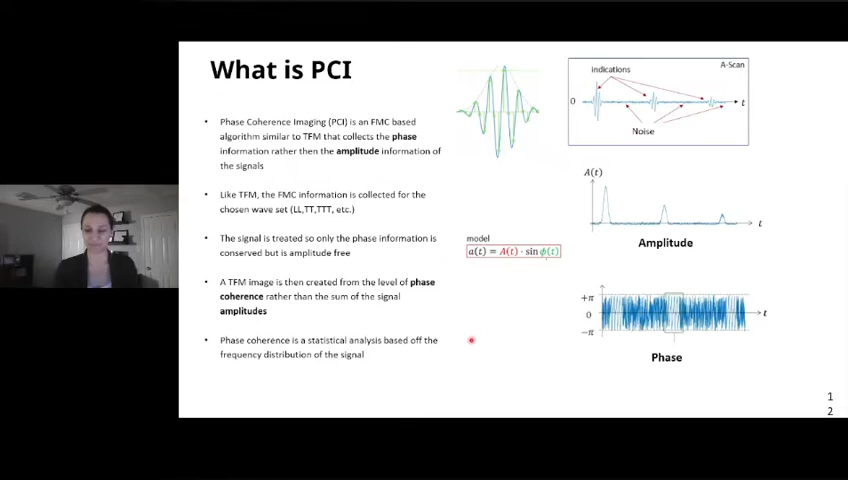 What is PCI
• Phase Coherence Imaging (PCI) is an FMC based
algorithm similar to TFM that collects the phase
information rather then the amplitude information of
the signals
• Like TFM, the FMC information is collected for the
chosen wave set (LL,TT,TTT, etc.)
• The signal is treated so only the phase information is
conserved but is amplitude free
• A TFM image is then created from the level of phase
coherence rather than the sum of the signal
amplitudes
• Phase coherence is a statistical analysis based off the
frequency distribution of the signal
model
a(t) = A(t) · sin ϕ(t)
A-Scan
Indications
0
t
Noise
A(t)
t
Amplitude
+π
0
t
−π
Phase
1
2